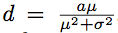 d = aμ / (μ² + σ²)